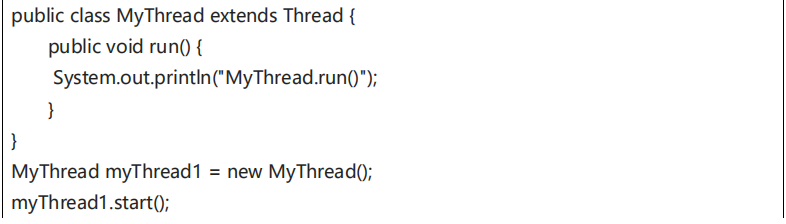 public class MyThread extends Thread {
public void run() {
System.out.println("MyThread.run()");
}
}
MyThread myThread1 = new MyThread();
myThread1.start();